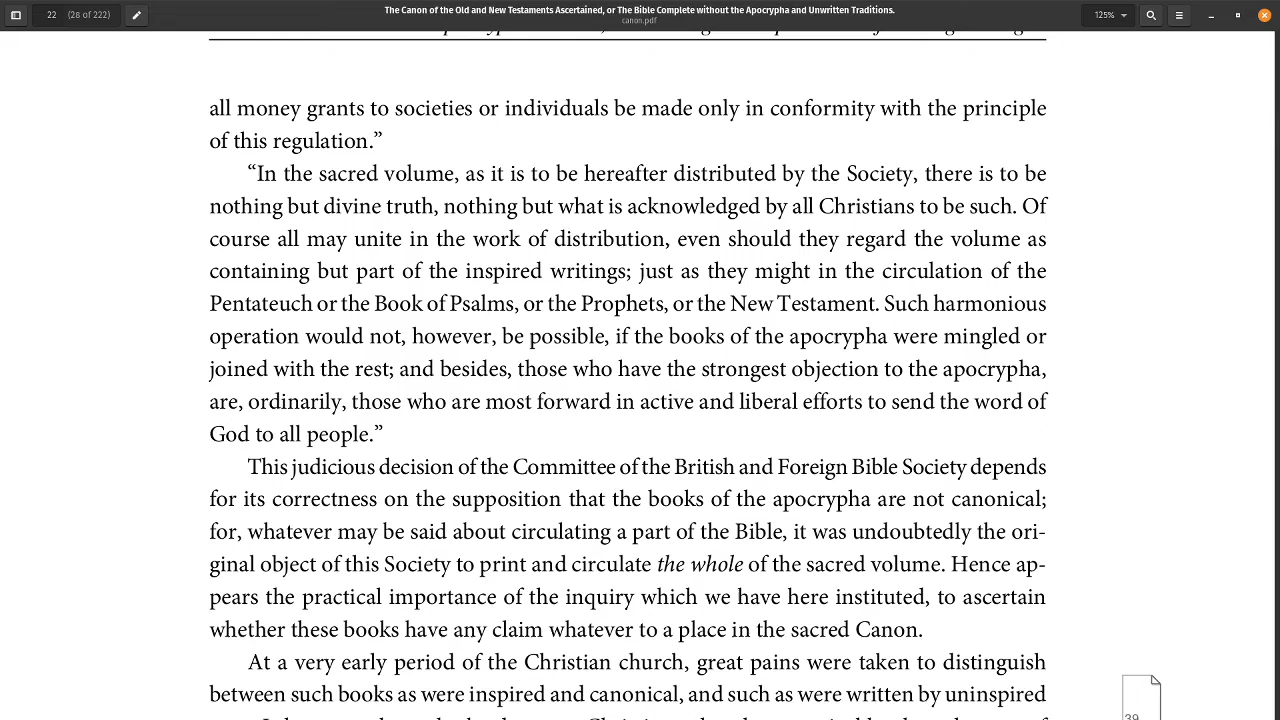 22 (28 of 222)
The Canon of the Old and New Testaments Ascertained, or The Bible Complete without the Apocrypha and Unwritten Traditions.
canon.pdf
125%
all money grants to societies or individuals be made only in conformity with the principle
of this regulation.”
“In the sacred volume, as it is to be hereafter distributed by the Society, there is to be
nothing but divine truth, nothing but what is acknowledged by all Christians to be such. Of
course all may unite in the work of distribution, even should they regard the volume as
containing but part of the inspired writings; just as they might in the circulation of the
Pentateuch or the Book of Psalms, or the Prophets, or the New Testament. Such harmonious
operation would not, however, be possible, if the books of the apocrypha were mingled or
joined with the rest; and besides, those who have the strongest objection to the apocrypha,
are, ordinarily, those who are most forward in active and liberal efforts to send the word of
God to all people.”
This judicious decision of the Committee of the British and Foreign Bible Society depends
for its correctness on the supposition that the books of the apocrypha are not canonical;
for, whatever may be said about circulating a part of the Bible, it was undoubtedly the ori-
ginal object of this Society to print and circulate the whole of the sacred volume. Hence ap-
pears the practical importance of the inquiry which we have here instituted, to ascertain
whether these books have any claim whatever to a place in the sacred Canon.
At a very early period of the Christian church, great pains were taken to distinguish
between such books as were inspired and canonical, and such as were written by uninspired
39